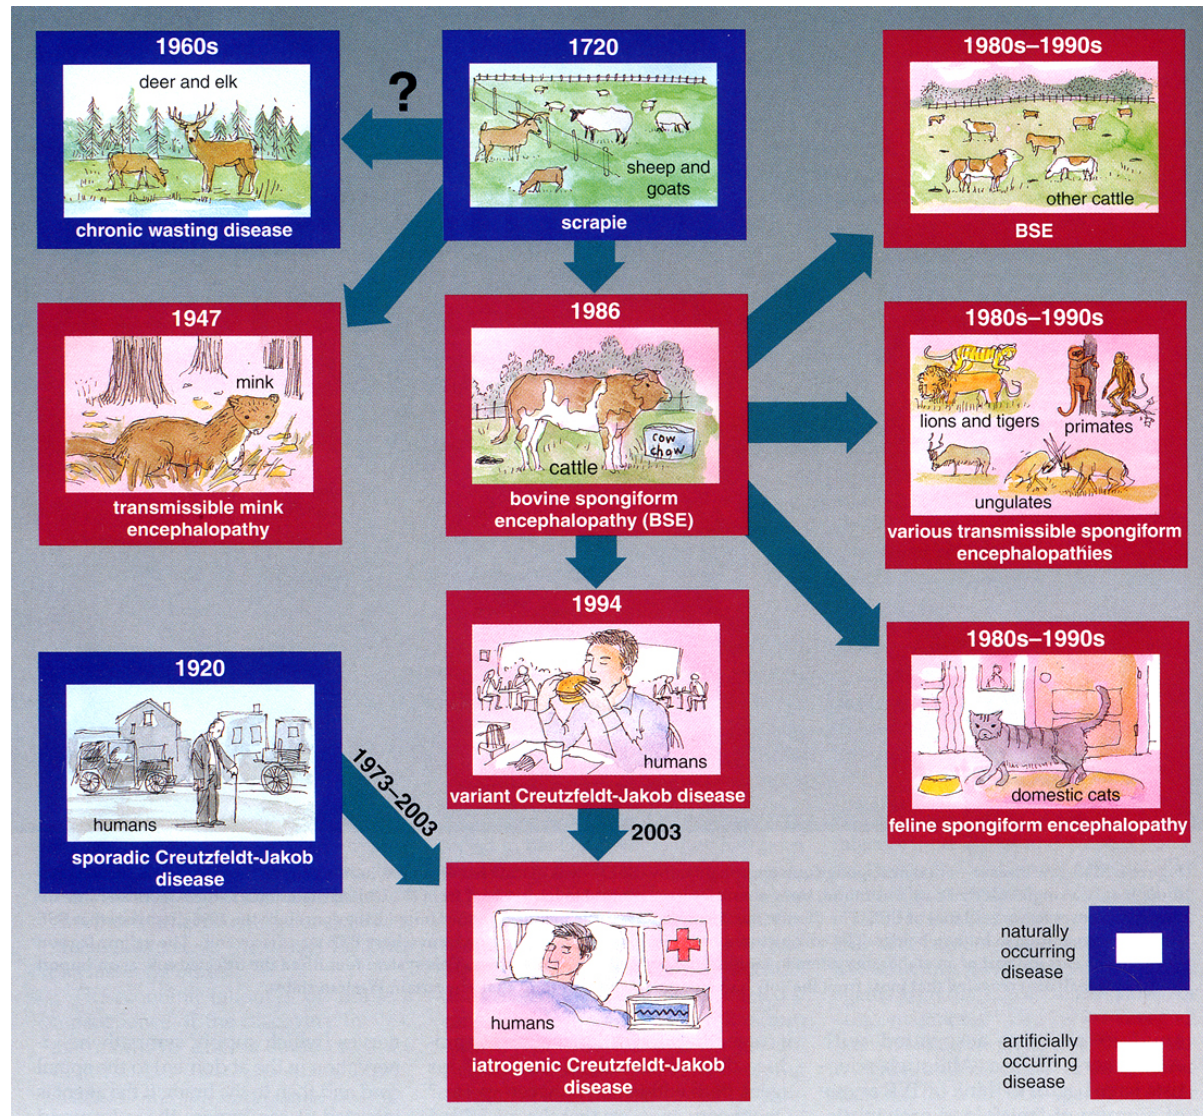 1960s
deer and elk
chronic wasting disease
?
1720
sheep and
goats
scrapie
1980s–1990s
other cattle
BSE
1947
mink
transmissible mink
encephalopathy
1986
cow
chow
cattle
bovine spongiform
encephalopathy (BSE)
1980s–1990s
lions and tigers
primates
ungulates
various transmissible spongiform
encephalopathies
1994
humans
variant Creutzfeldt-Jakob disease
1980s–1990s
domestic cats
feline spongiform encephalopathy
1920
humans
sporadic Creutzfeldt-Jakob
disease
1973–2003
2003
humans
iatrogenic Creutzfeldt-Jakob
disease
naturally
occurring
disease
artificially
occurring
disease